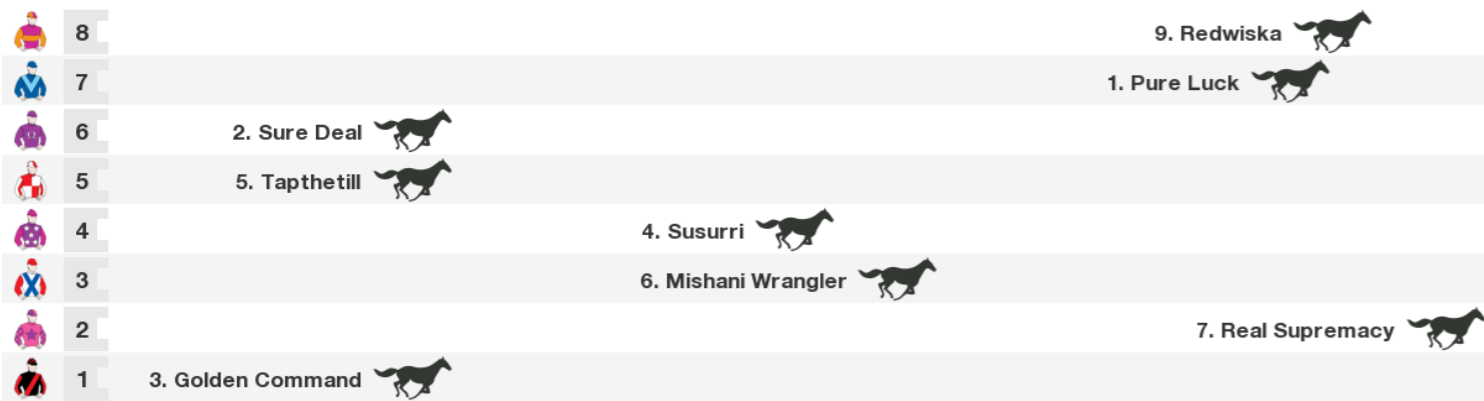 8 9. Redwiska
7 1. Pure Luck
6 2. Sure Deal
5 5. Tapthetill
4 4. Susurri
3 6. Mishani Wrangler
2 7. Real Supremacy
1 3. Golden Command